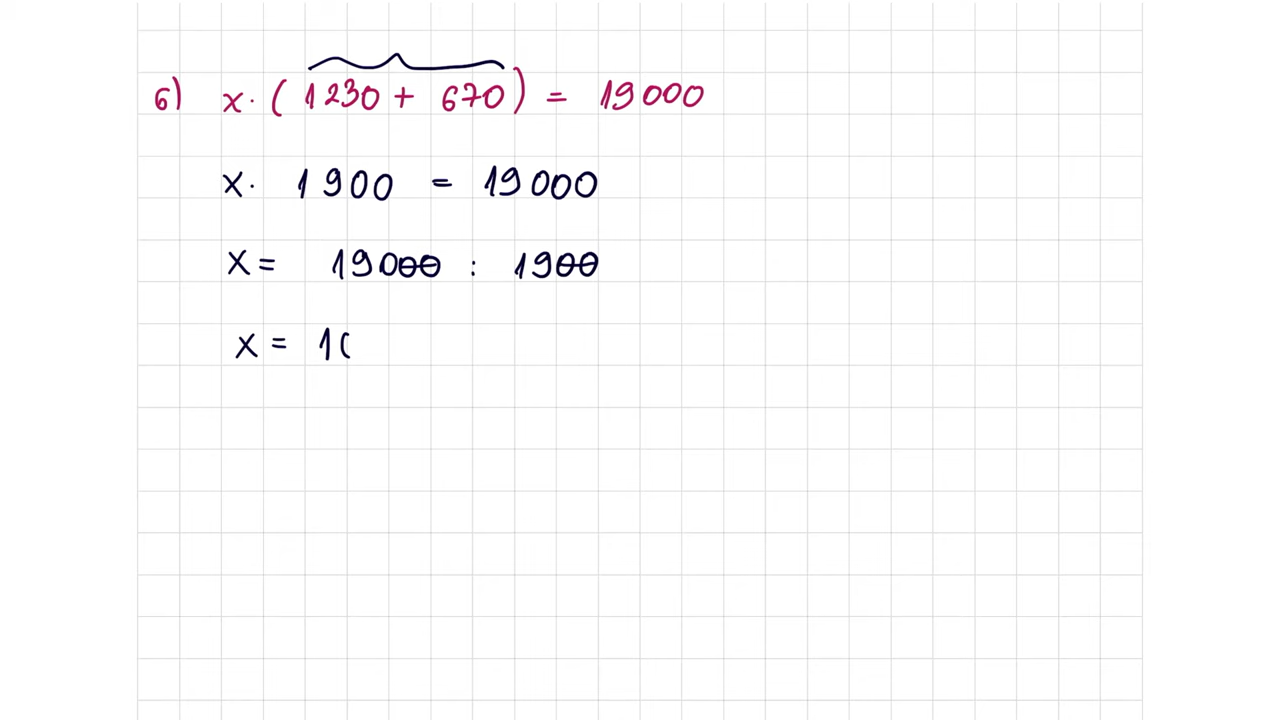 6) x · ( 1230 + 670 ) = 19000
x · 1900 = 19000
x = 19000 : 1900
x = 1(